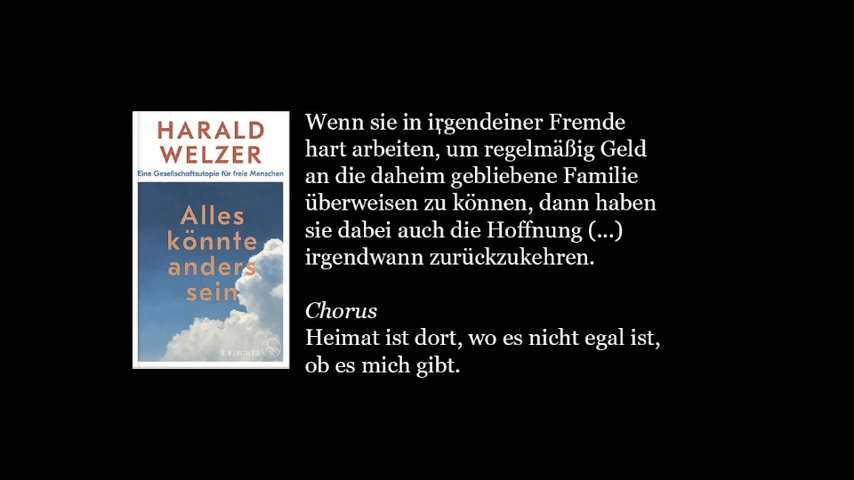 HARALD
WELZER
Eine Gesellschaftsutopie für freie Menschen
Alles
könnte
anders
sein
S. FISCHER
Wenn sie in irgendeiner Fremde
hart arbeiten, um regelmäßig Geld
an die daheim gebliebene Familie
überweisen zu können, dann haben
sie dabei auch die Hoffnung (...)
irgendwann zurückzukehren.
Chorus
Heimat ist dort, wo es nicht egal ist,
ob es mich gibt.